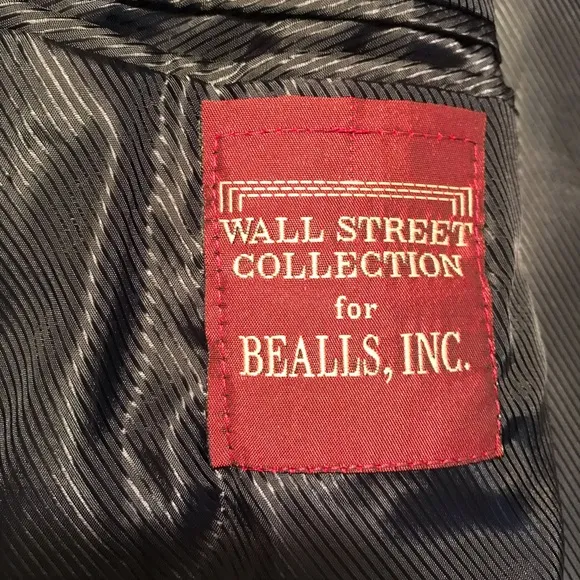 WALL STREET
COLLECTION
for
BEALLS, INC.